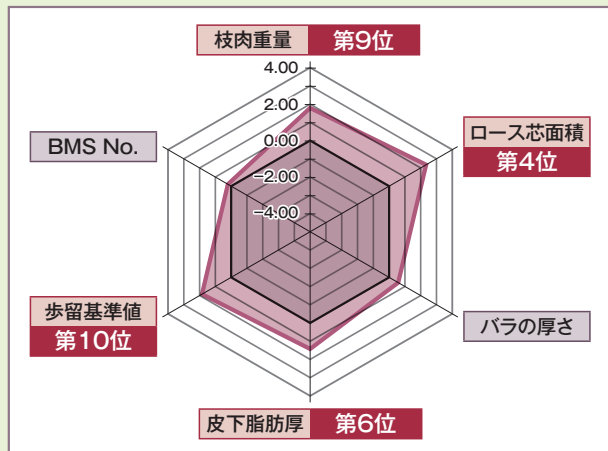 枝肉重量 第9位
4.00
2.00
0.00
−2.00
−4.00
BMS No.
ロース芯面積
第4位
歩留基準値
第10位
バラの厚さ
皮下脂肪厚 第6位